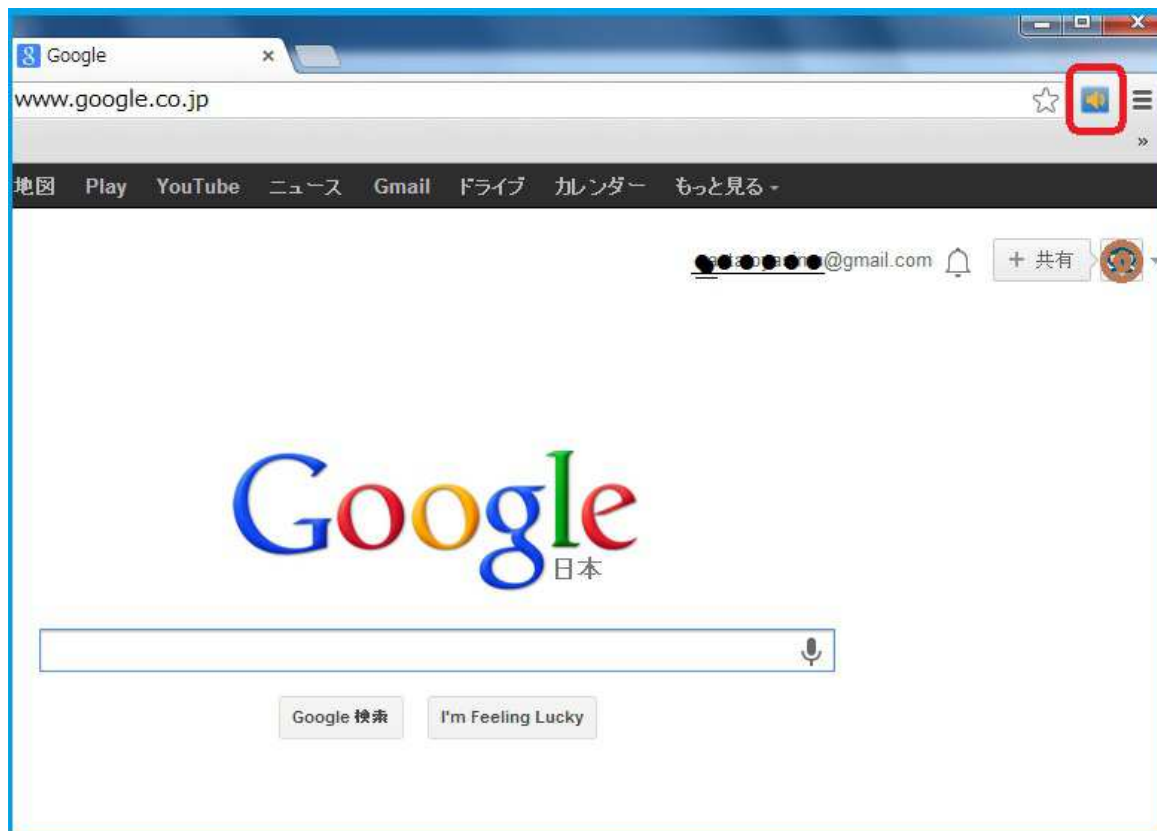 Google
www.google.co.jp
»
地図 Play YouTube ニュース Gmail ドライブ カレンダー もっと見る
@gmail.com + 共有
Google
日本
Google 検索 I'm Feeling Lucky